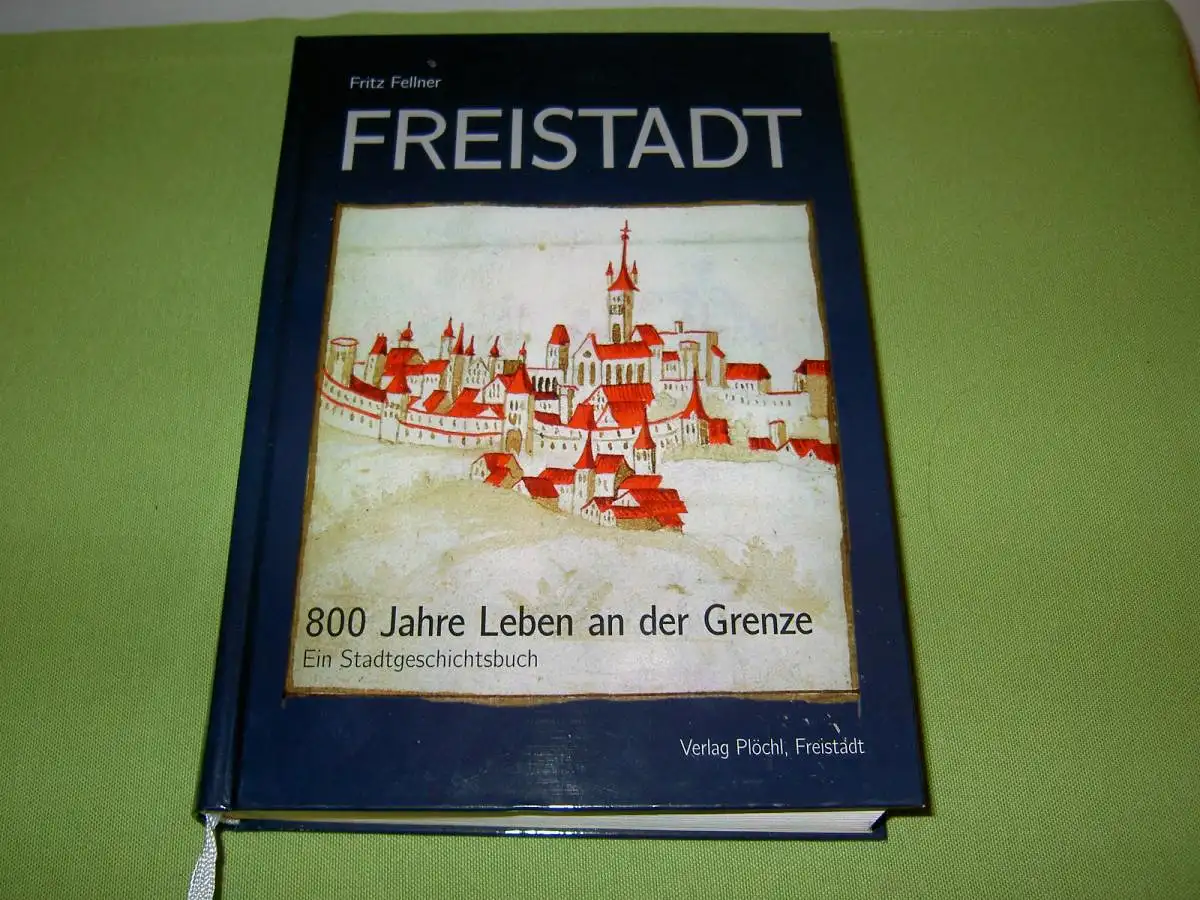 Fritz Fellner
FREISTADT
800 Jahre Leben an der Grenze
Ein Stadtgeschichtsbuch
Verlag Plöchl, Freistadt